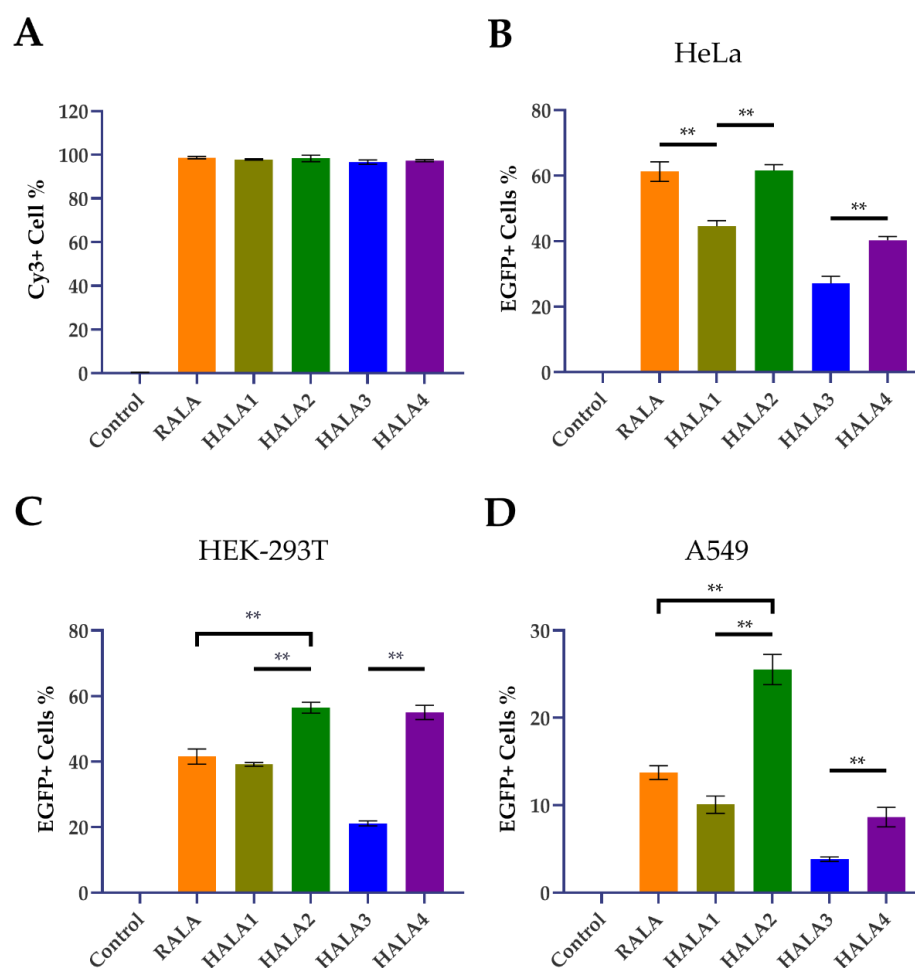 A
Cy3+ Cell %
120
100
80
60
40
20
0
Control
RALA
HALA1
HALA2
HALA3
HALA4
B
HeLa
EGFP+ Cells %
80
60
40
20
0
**
**
**
Control
RALA
HALA1
HALA2
HALA3
HALA4
C
HEK-293T
EGFP+ Cells %
80
60
40
20
0
**
**
**
Control
RALA
HALA1
HALA2
HALA3
HALA4
D
A549
EGFP+ Cells %
30
20
10
0
**
**
**
Control
RALA
HALA1
HALA2
HALA3
HALA4